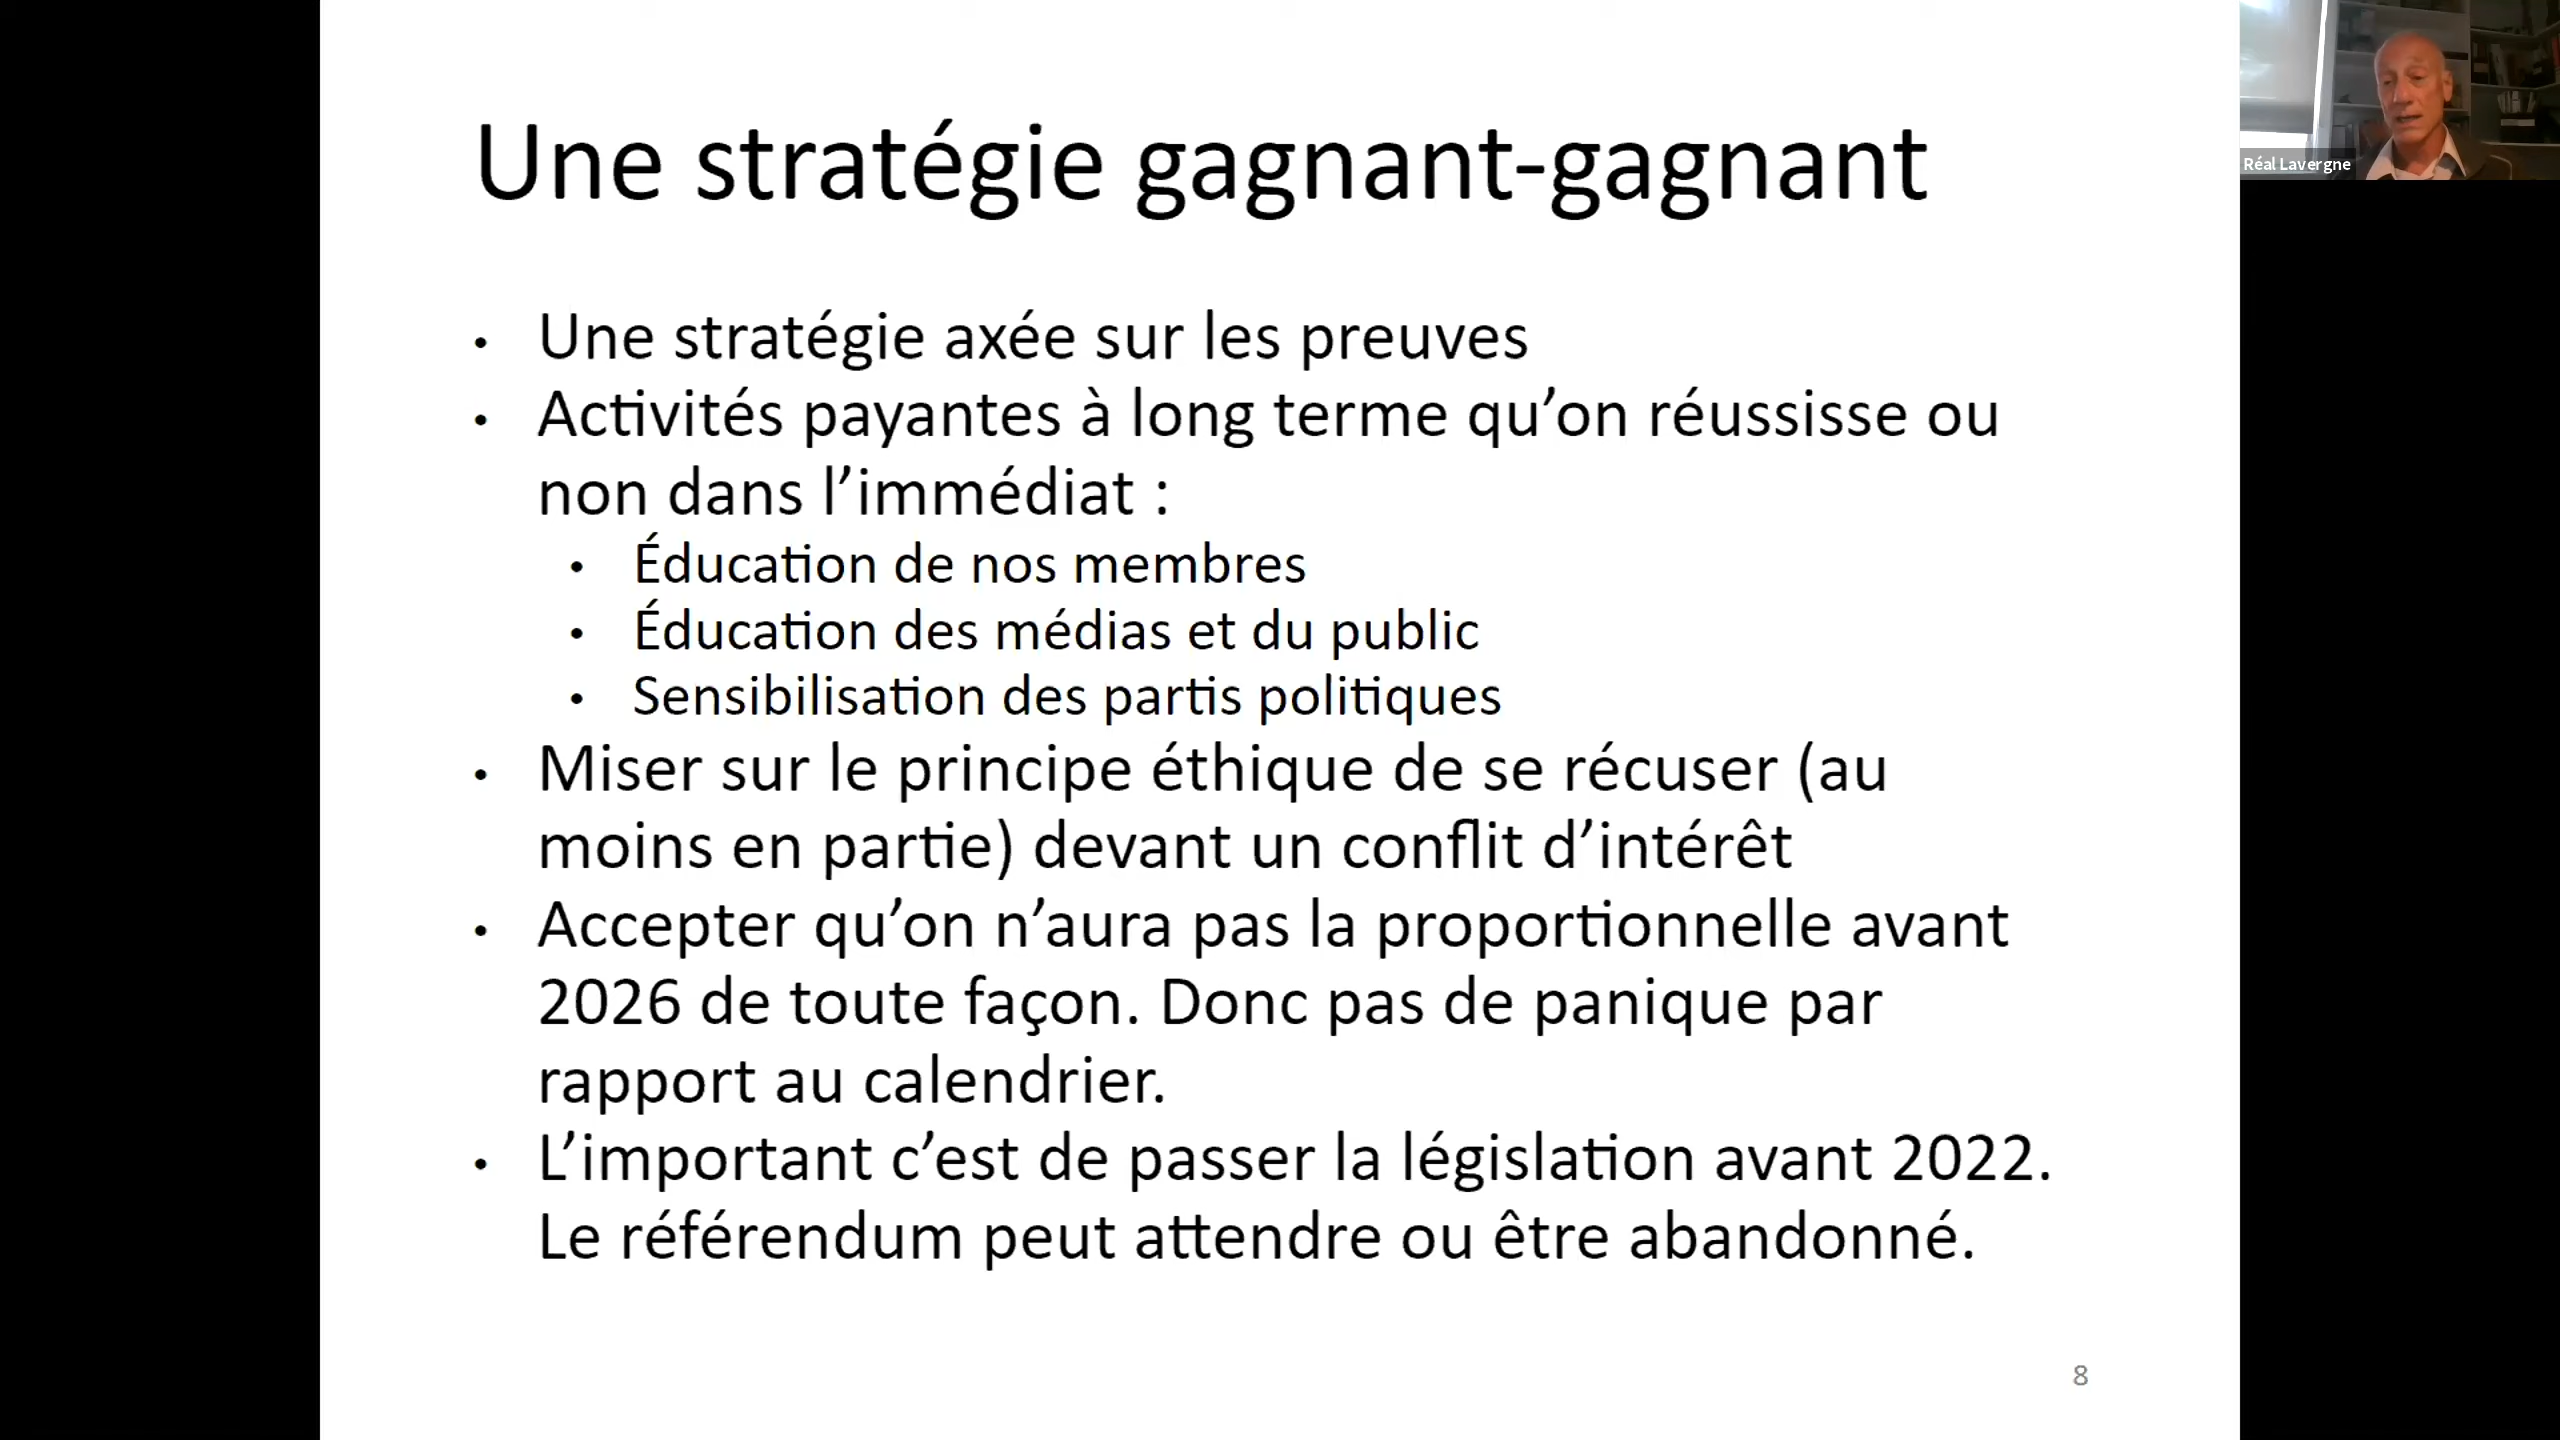 Une stratégie gagnant-gagnant
Réal Lavergne
• Une stratégie axée sur les preuves
• Activités payantes à long terme qu’on réussisse ou
non dans l’immédiat :
• Éducation de nos membres
• Éducation des médias et du public
• Sensibilisation des partis politiques
• Miser sur le principe éthique de se récuser (au
moins en partie) devant un conflit d’intérêt
• Accepter qu’on n’aura pas la proportionnelle avant
2026 de toute façon. Donc pas de panique par
rapport au calendrier.
• L’important c’est de passer la législation avant 2022.
Le référendum peut attendre ou être abandonné.
8